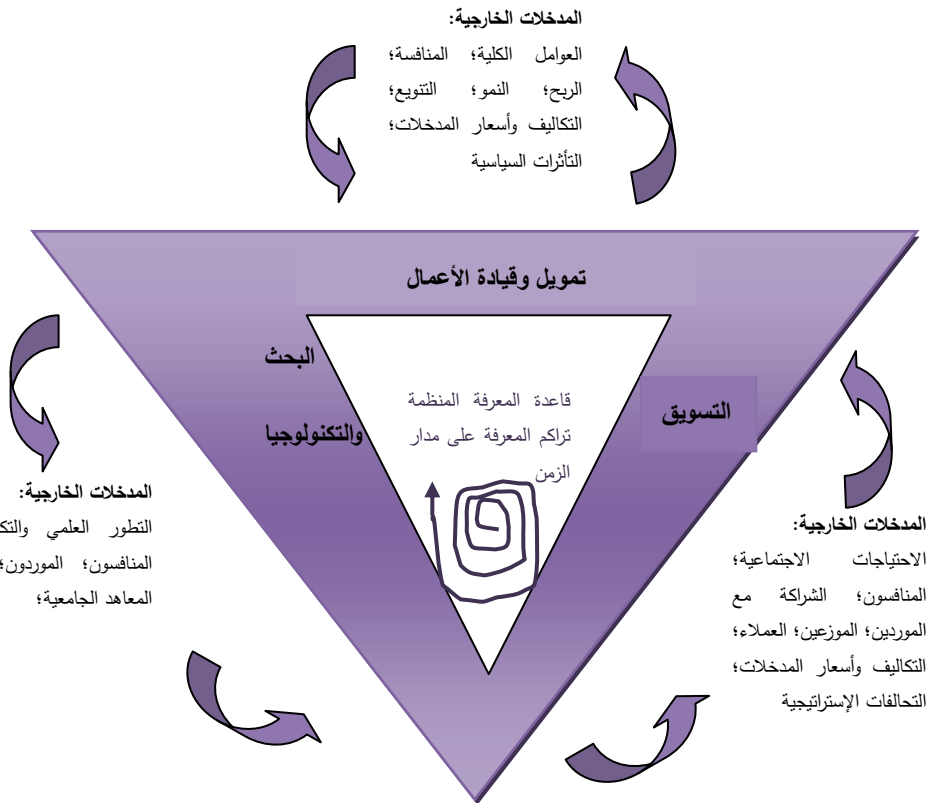 المدخلات الخارجية:
العوامل الكلية؛ المنافسة؛
الربح؛ النمو؛ التنويع؛
التكاليف وأسعار المدخلات؛
التأثرات السياسية
تمويل وقيادة الأعمال
البحث
والتكنولوجيا
قاعدة المعرفة المنظمة
تراكم المعرفة على مدار
الزمن
التسويق
المدخلات الخارجية:
الاحتياجات الاجتماعية؛
المنافسون؛ الشراكة مع
الموردين؛ الموزعين؛ العملاء؛
التكاليف وأسعار المدخلات؛
التحالفات الإستراتيجية
المدخلات الخارجية:
التطور العلمي
المنافسون؛ الموردون؛
المعاهد الجامعية؛